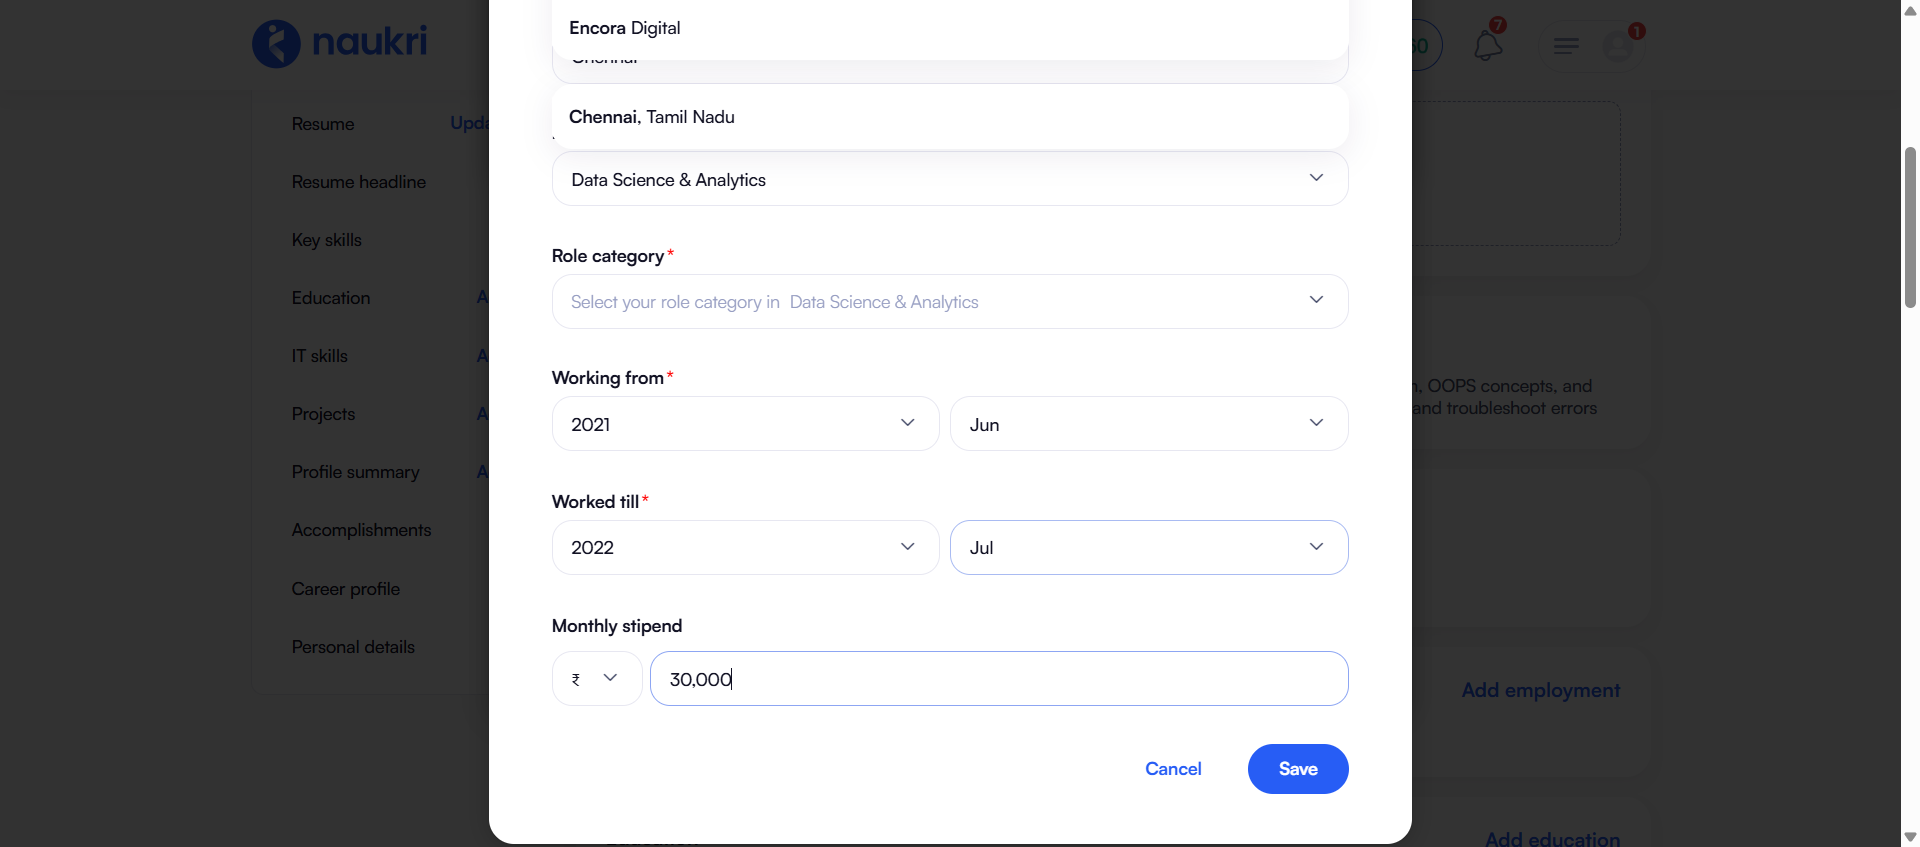 naukri
7
1
Encora Digital
Chennai
Chennai, Tamil Nadu
Data Science & Analytics
Role category*
Select your role category in Data Science & Analytics
Working from*
2021
Jun
Worked till*
2022
Jul
Monthly stipend
₹
30,000
Cancel
Save
Resume
Resume headline
Key skills
Education
IT skills
Projects
Profile summary
Accomplishments
Career profile
Personal details
OOPS concepts, and
and troubleshoot errors
Add employment
Add education